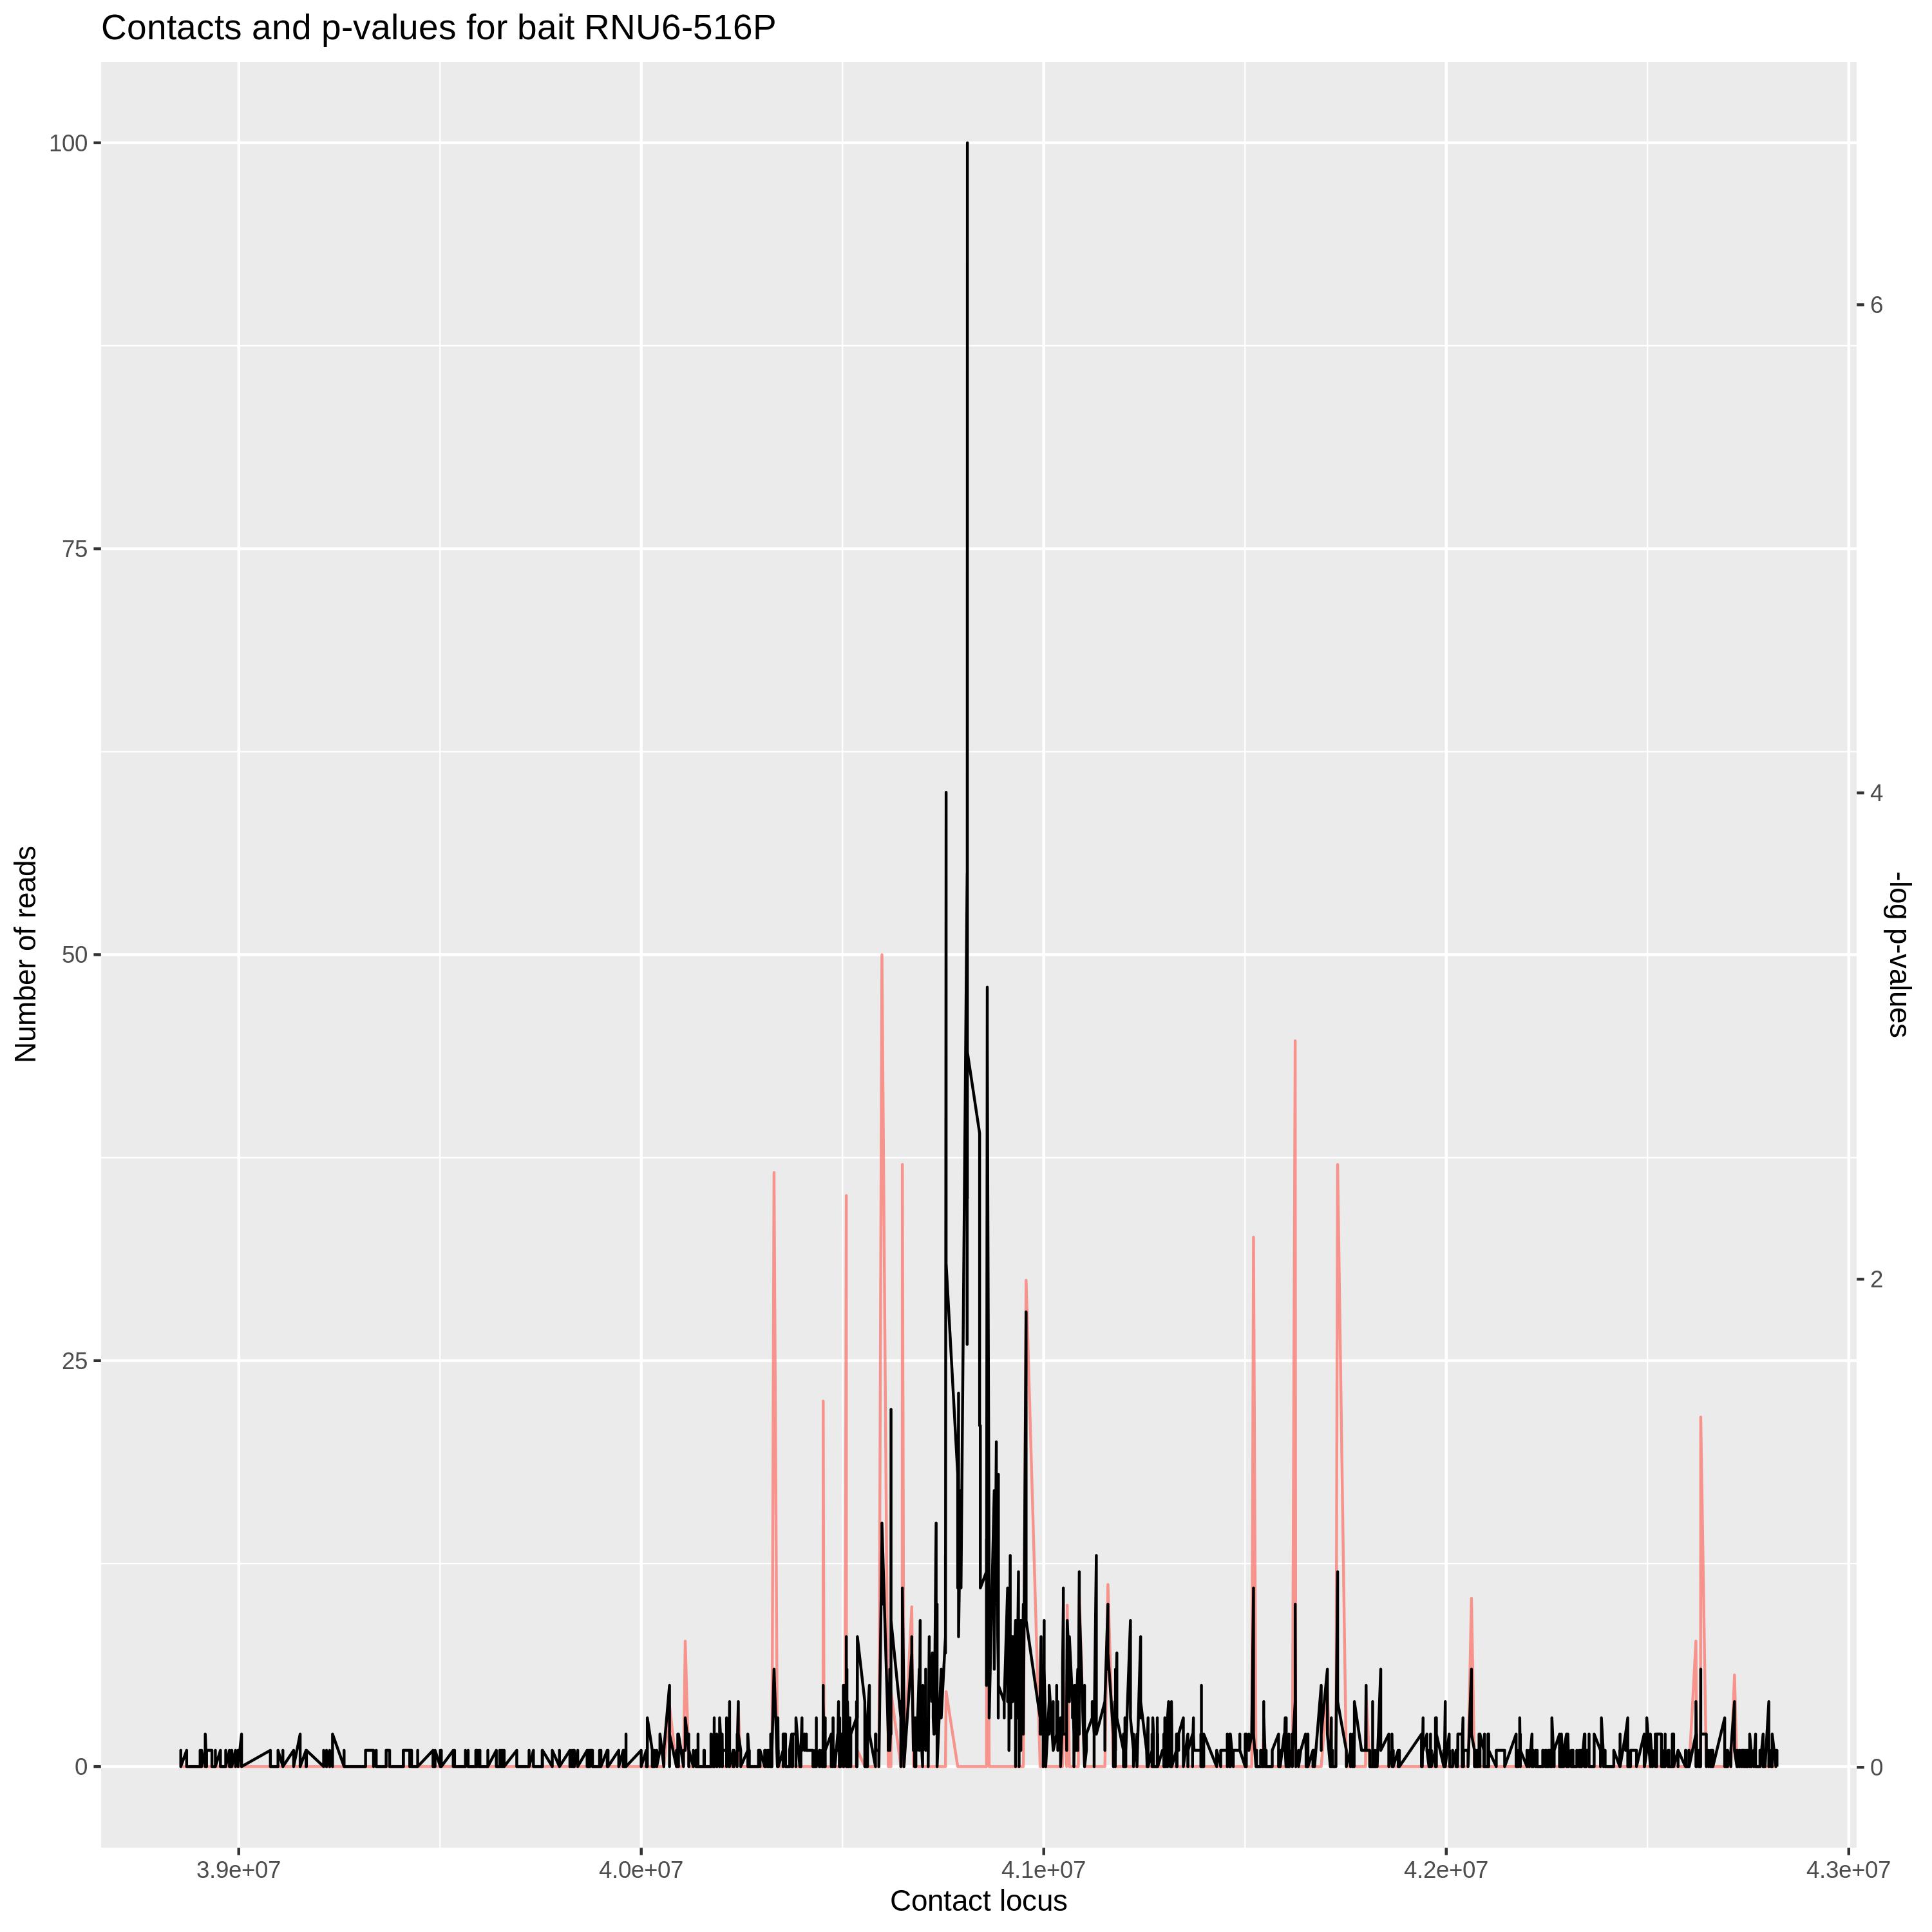 Contacts and p-values for bait RNU6-516P
100
75
50
25
0
Number of reads
6
4
2
0
-log p-values
3.9e+07
4.0e+07
4.1e+07
4.2e+07
4.3e+07
Contact locus